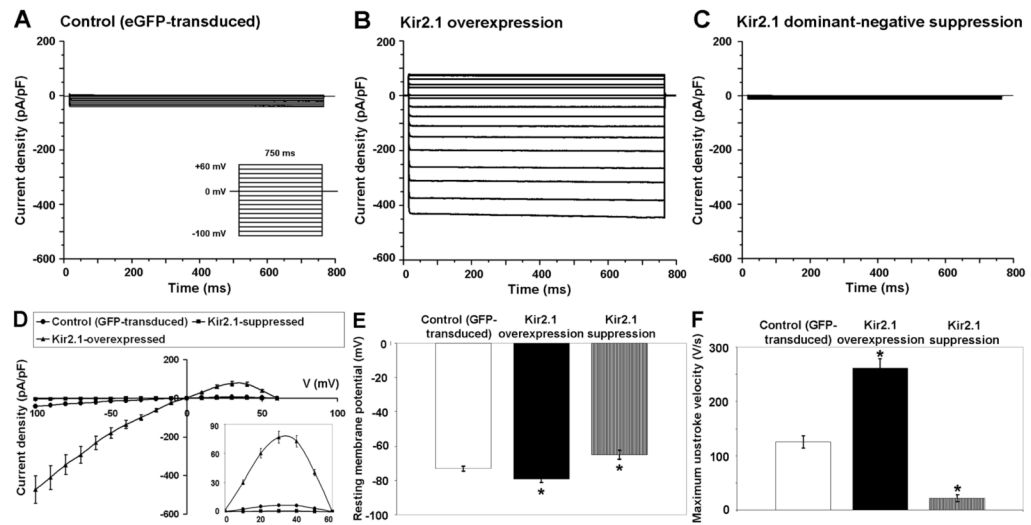 A Control (eGFP-transduced)
200
0
-200
-400
-600
Current density (pA/pF)
750 ms
+60 mV
0 mV
-100 mV
0 200 400 600 800
Time (ms)
B Kir2.1 overexpression
200
0
-200
-400
-600
Current density (pA/pF)
0 200 400 600 800
Time (ms)
C Kir2.1 dominant-negative suppression
200
0
-200
-400
-600
Current density (pA/pF)
0 200 400 600 800
Time (ms)
D
Control (GFP-transduced) Kir2.1-suppressed
Kir2.1-overexpressed
200
V (mV)
-100 -50 0 50 100
-200
-400
-600
Current density (pA/pF)
90
60
30
0
0 20 40 60
E
Control (GFP-
transduced)
Kir2.1
overexpression
Kir2.1
suppression
0
-20
-40
-60
-80
-100
Resting membrane potential (mV)
*
*
F
Control (GFP-
transduced)
Kir2.1
overexpression
Kir2.1
suppression
300
200
100
0
Maximum upstroke velocity (V/s)
*
*